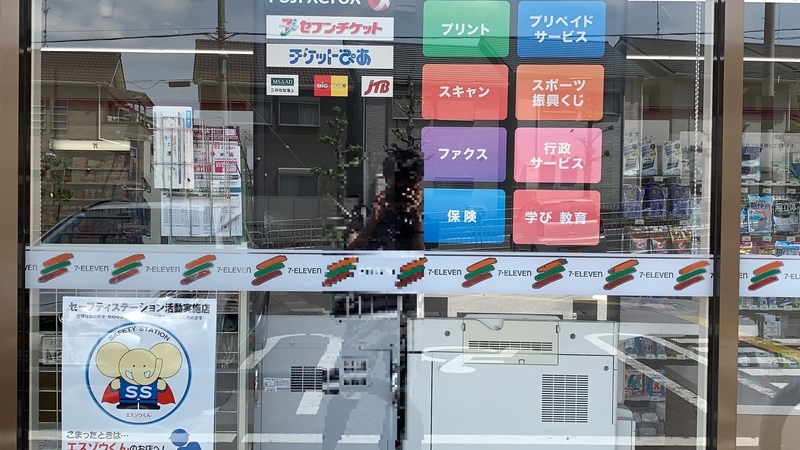 プリント
プリペイド
サービス
セブンチケット
チケットぴあ
MS&AD
三井住友海上
BIG
JTB
スキャン
スポーツ
振興くじ
ファクス
行政
サービス
保険
学び 教育
7-ELEVEN 7-ELEVEN 7-ELEVEN 7-ELEVEN 7-ELEVEN 7-ELEVEN 7-ELEVEN 7-ELEVEN
セーフティステーション活動実施店
SAFETY STATION
SS
エスゾウくん
こまったときは…
エスゾウくんのお店へ!